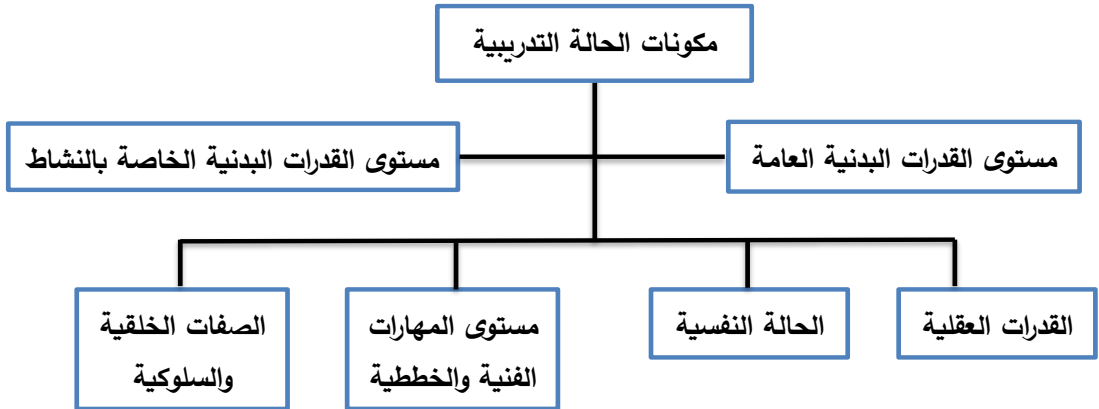 مكونات الحالة التدريبية
مستوى القدرات البدنية العامة
مستوى القدرات البدنية الخاصة بالنشاط
القدرات العقلية
الحالة النفسية
مستوى المهارات
الفنية والخططية
الصفات الخلقية
والسلوكية